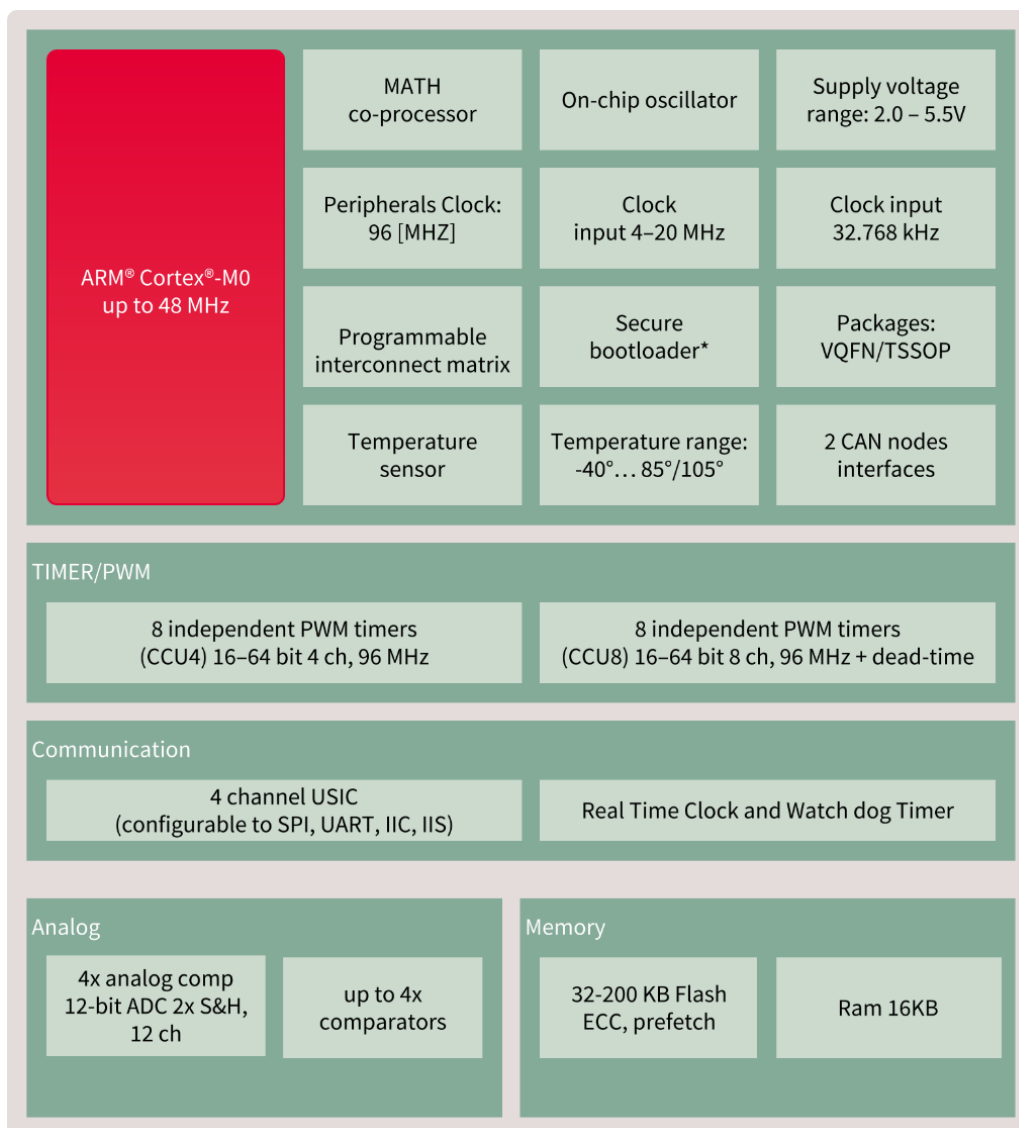 ARM® Cortex®-M0
up to 48 MHz
MATH
co-processor
On-chip oscillator
Supply voltage
range: 2.0 – 5.5V
Peripherals Clock:
96 [MHZ]
Clock
input 4–20 MHz
Clock input
32.768 kHz
Programmable
interconnect matrix
Secure
bootloader*
Packages:
VQFN/TSSOP
Temperature
sensor
Temperature range:
-40°… 85°/105°
2 CAN nodes
interfaces
TIMER/PWM
8 independent PWM timers
(CCU4) 16–64 bit 4 ch, 96 MHz
8 independent PWM timers
(CCU8) 16–64 bit 8 ch, 96 MHz + dead-time
Communication
4 channel USIC
(configurable to SPI, UART, IIC, IIS)
Real Time Clock and Watch dog Timer
Analog
4x analog comp
12-bit ADC 2x S&H,
12 ch
up to 4x
comparators
Memory
32-200 KB Flash
ECC, prefetch
Ram 16KB